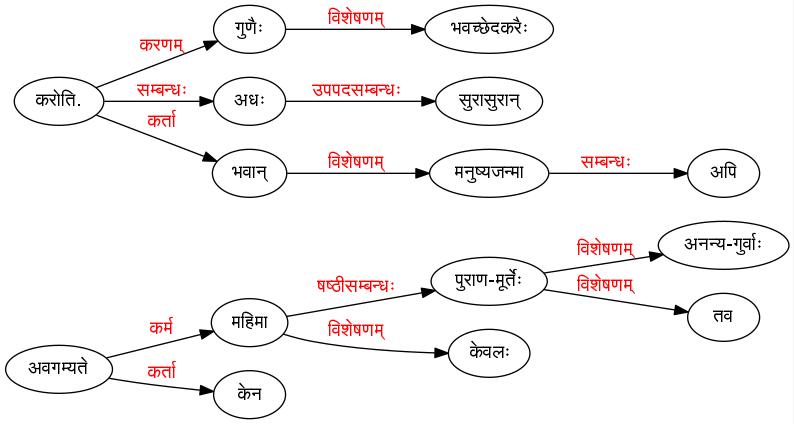 गुणैः
विशेषणम्
भवच्छेदकरैः
करणम्
करोति.
सम्बन्धः
अधः
उपपदसम्बन्धः
सुरासुरान्
कर्ता
भवान्
विशेषणम्
मनुष्यजन्मा
सम्बन्धः
अपि
अनन्य-गुर्वाः
विशेषणम्
पुराण-मूर्तेः
षष्ठीसम्बन्धः
विशेषणम्
तव
महिमा
कर्म
विशेषणम्
केवलः
अवगम्यते
कर्ता
केन